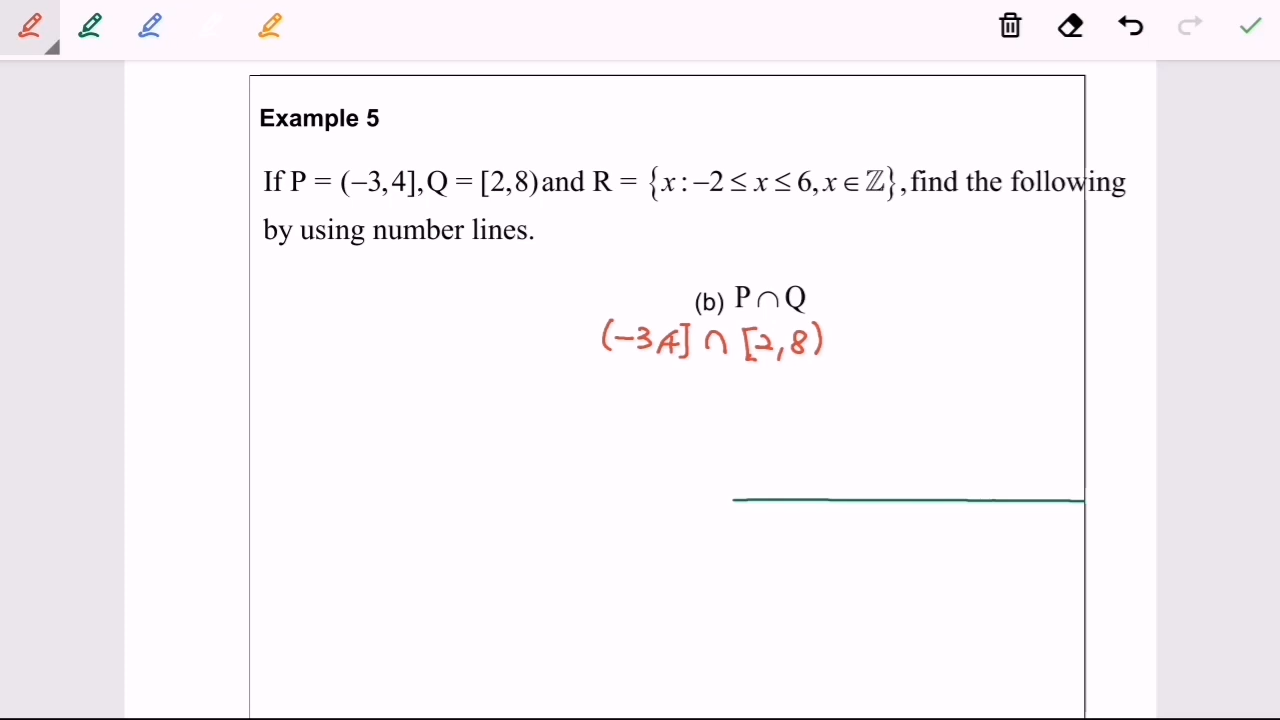 Example 5
If P = (−3,4], Q = [2,8) and R = {x : −2 ≤ x ≤ 6, x ∈ ℤ}, find the following
by using number lines.
(b) P ∩ Q
(−3 4] ∩ [2,8)